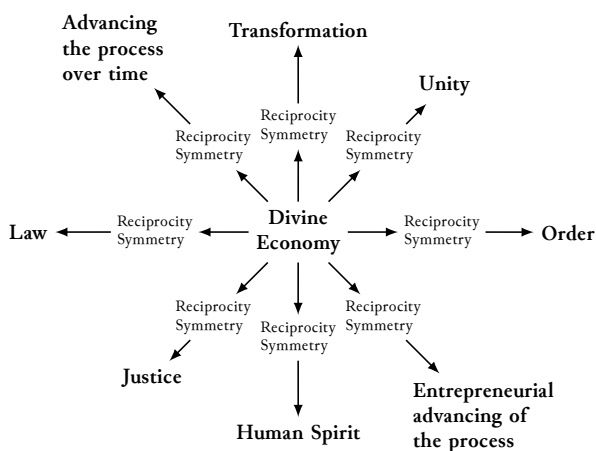 Advancing
the process
over time
Transformation
Unity
Reciprocity
Symmetry
Reciprocity
Symmetry
Reciprocity
Symmetry
Law
Reciprocity
Symmetry
Divine
Economy
Reciprocity
Symmetry
Order
Reciprocity
Symmetry
Reciprocity
Symmetry
Reciprocity
Symmetry
Justice
Human Spirit
Entrepreneurial
advancing of
the process